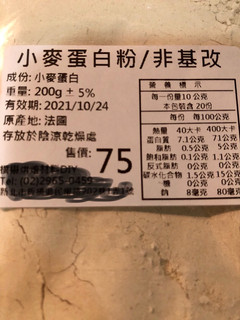 小麥蛋白粉/非基改
成份: 小麥蛋白
重量: 200g ± 5%
有效期: 2021/10/24
原產地: 法國
存放於陰涼乾燥處
售價: 75
Tel: (02)2955-0455
營養標示
每一份量10公克
本包裝含 20份
每份 每100公克
熱量 40大卡 400大卡
蛋白質 7.1公克 71公克
脂肪 0.5公克 5公克
飽和脂肪 0.1公克 1.1公克
反式脂肪 0公克 0公克
碳水化合物 1.5公克 15公克
糖 0公克 0公克
鈉 8毫克 80毫克